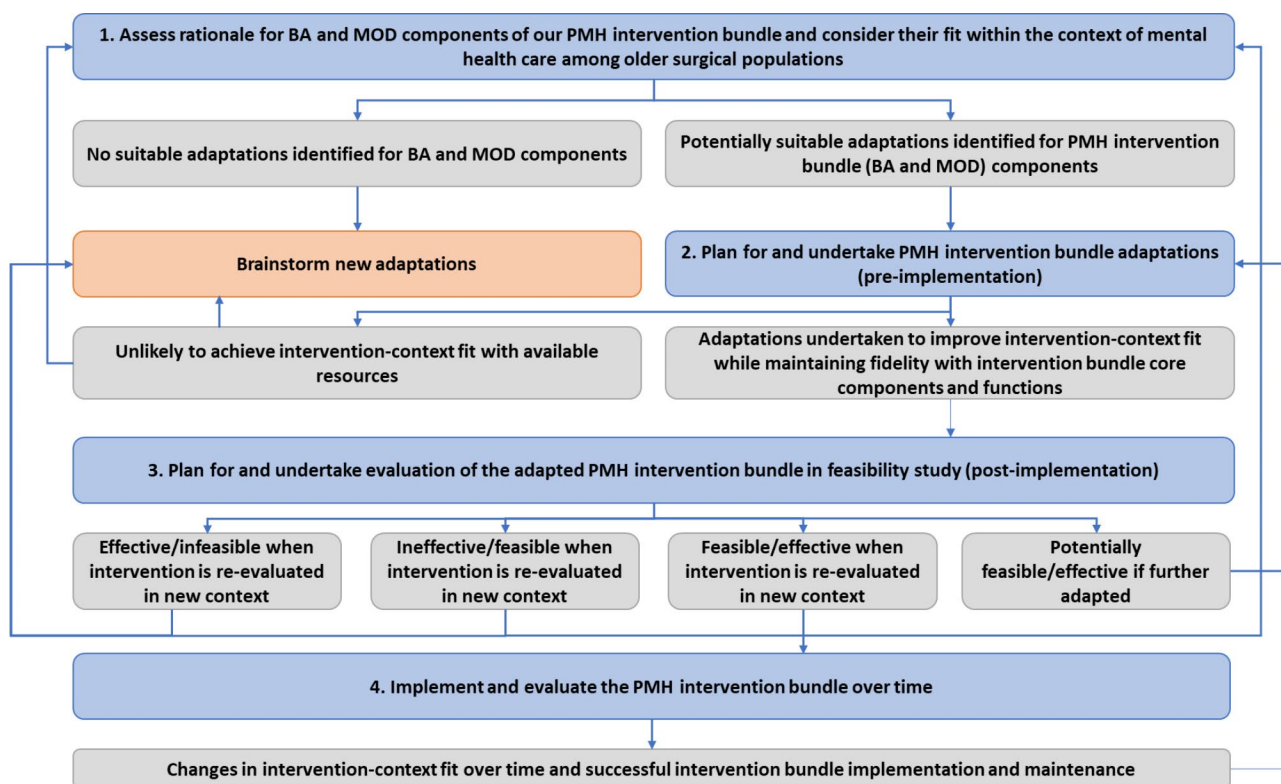 1. Assess rationale for BA and MOD components of our PMH intervention bundle and consider their fit within the context of mental
health care among older surgical populations
No suitable adaptations identified for BA and MOD components
Potentially suitable adaptations identified for PMH intervention
bundle (BA and MOD) components
Brainstorm new adaptations
2. Plan for and undertake PMH intervention bundle adaptations
(pre-implementation)
Unlikely to achieve intervention-context fit with available
resources
Adaptations undertaken to improve intervention-context fit
while maintaining fidelity with intervention bundle core
components and functions
3. Plan for and undertake evaluation of the adapted PMH intervention bundle in feasibility study (post-implementation)
Effective/infeasible when
intervention is re-evaluated
in new context
Ineffective/feasible when
intervention is re-evaluated
in new context
Feasible/effective when
intervention is re-evaluated
in new context
Potentially
feasible/effective if further
adapted
4. Implement and evaluate the PMH intervention bundle over time
Changes in intervention-context fit over time and successful intervention bundle implementation and maintenance